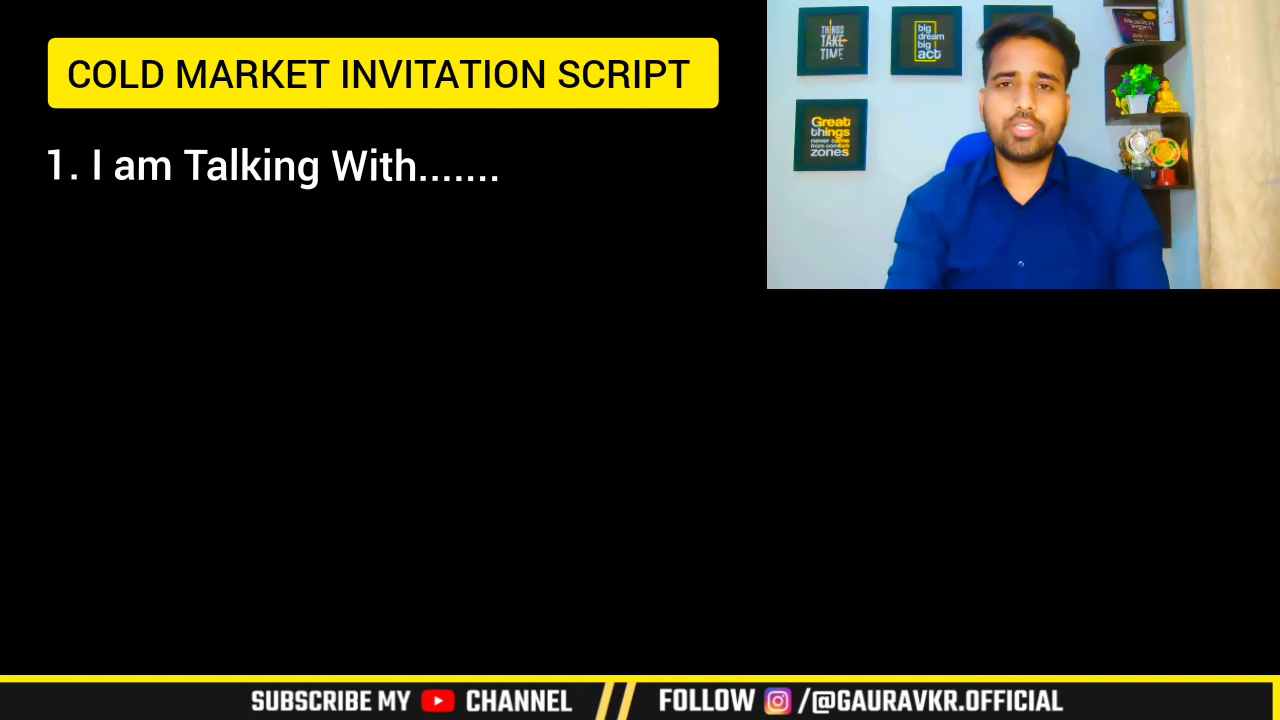 COLD MARKET INVITATION SCRIPT
1. I am Talking With.......
THINGS
TAKE
TIME
big
dream
big
act
Great
things
never came
from comfort
zones
SUBSCRIBE MY CHANNEL // FOLLOW /@GAURAVKR.OFFICIAL